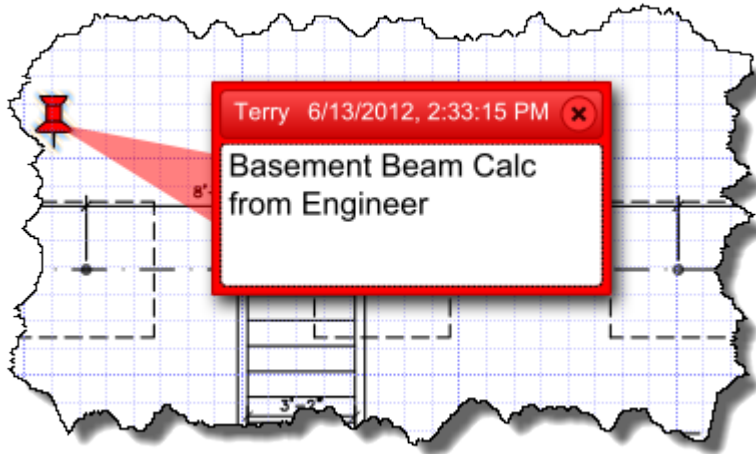 Terry 6/13/2012, 2:33:15 PM
Basement Beam Calc
from Engineer
8'-
3'-2"